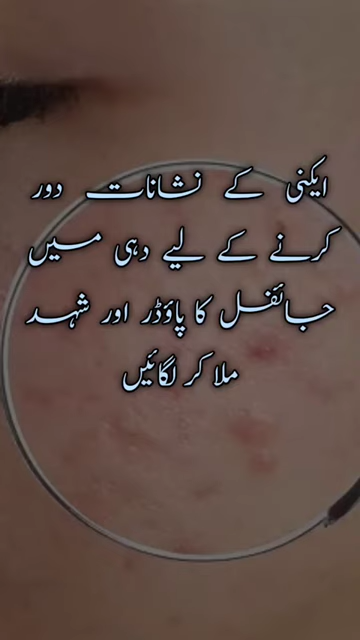 ایکنی کے نشانات دور
کرنے کے لیے دہی میں
جائفل کا پاؤڈر اور شہد
ملا کر لگائیں